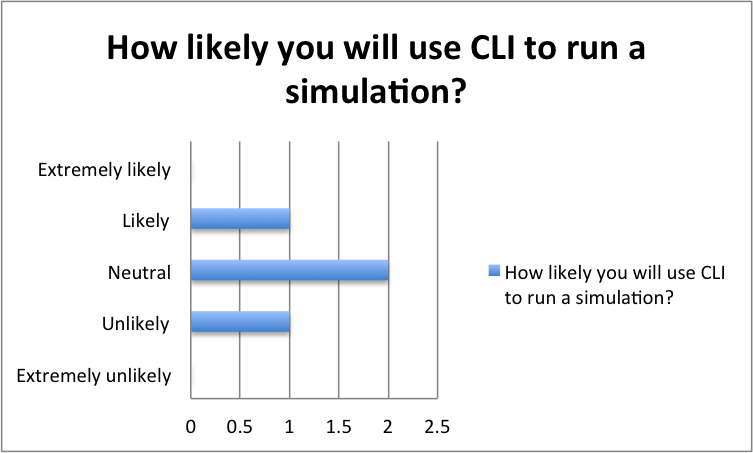 How likely you will use CLI to run a
simulation?
Extremely likely
Likely
Neutral
Unlikely
Extremely unlikely
0 0.5 1 1.5 2 2.5
How likely you will use CLI
to run a simulation?